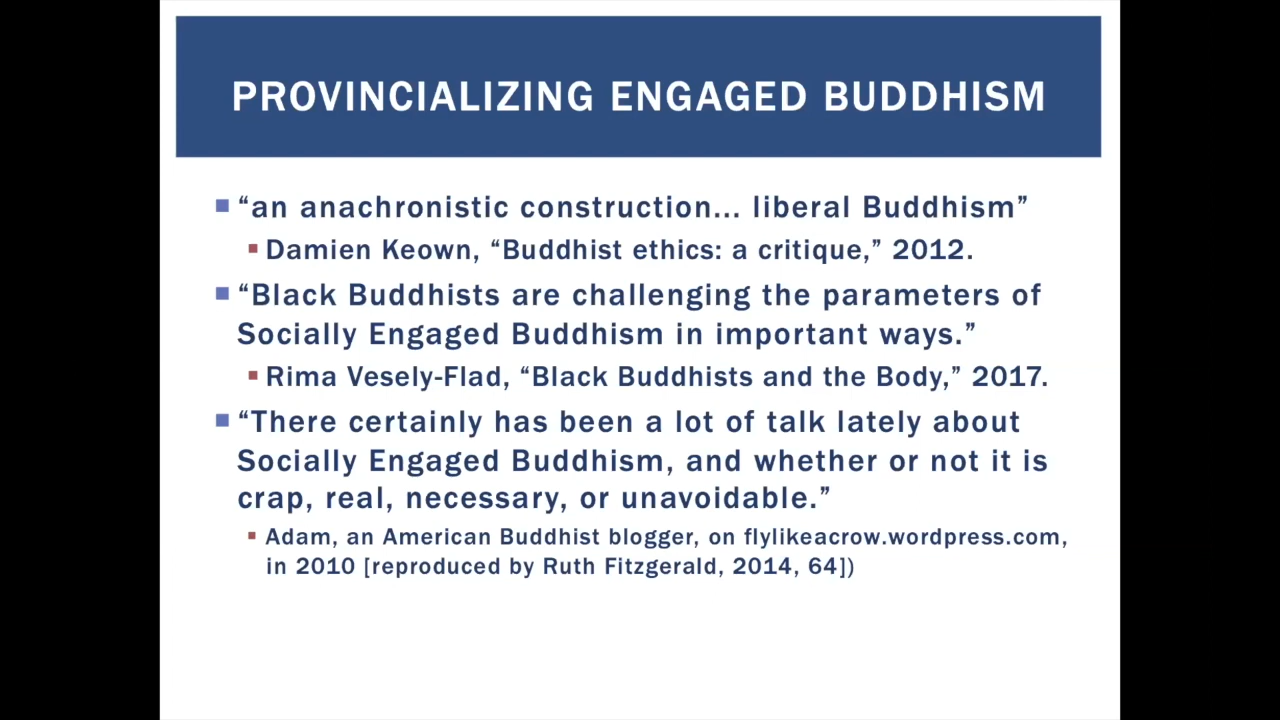 PROVINCIALIZING ENGAGED BUDDHISM
“an anachronistic construction... liberal Buddhism”
Damien Keown, “Buddhist ethics: a critique,” 2012.
“Black Buddhists are challenging the parameters of
Socially Engaged Buddhism in important ways.”
Rima Vesely-Flad, “Black Buddhists and the Body,” 2017.
“There certainly has been a lot of talk lately about
Socially Engaged Buddhism, and whether or not it is
crap, real, necessary, or unavoidable.”
Adam, an American Buddhist blogger, on flylikeacrow.wordpress.com,
in 2010 [reproduced by Ruth Fitzgerald, 2014, 64])